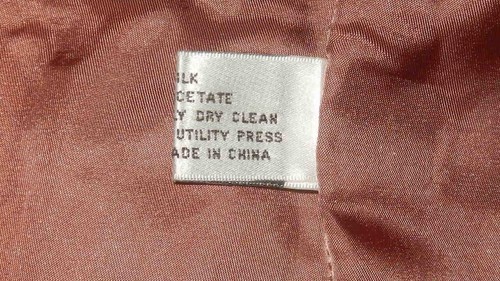 ILK
CETATE
Y DRY CLEAN
UTILITY PRESS
ADE IN CHINA